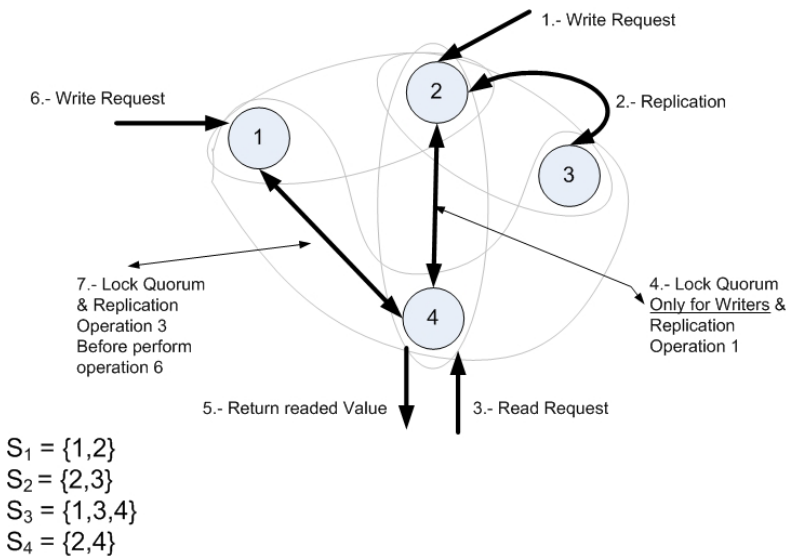 1.- Write Request
6.- Write Request
2
2.- Replication
1
3
7.- Lock Quorum
& Replication
Operation 3
Before perform
operation 6
4.- Lock Quorum
Only for Writers &
Replication
Operation 1
4
5.- Return readed Value
3.- Read Request
S₁ = {1,2}
S₂ = {2,3}
S₃ = {1,3,4}
S₄ = {2,4}